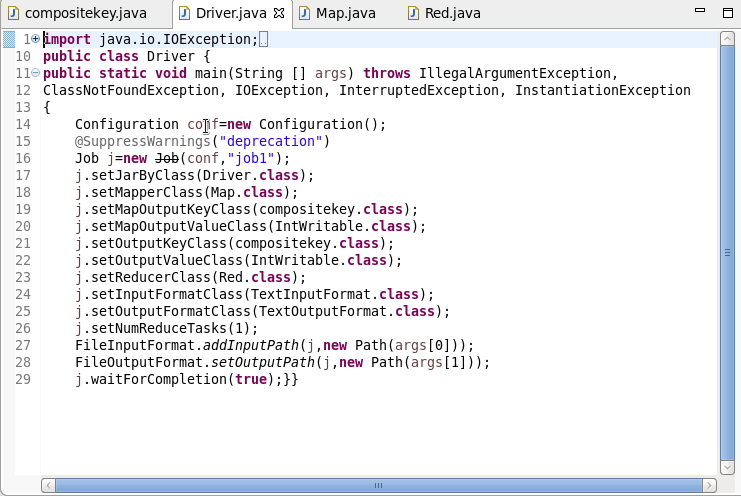 compositekey.java Driver.java Map.java Red.java
1 import java.io.IOException;
10 public class Driver {
11 public static void main(String [] args) throws IllegalArgumentException,
12 ClassNotFoundException, IOException, InterruptedException, InstantiationException
13 {
14 Configuration conf=new Configuration();
15 @SuppressWarnings("deprecation")
16 Job j=new Job(conf,"job1");
17 j.setJarByClass(Driver.class);
18 j.setMapperClass(Map.class);
19 j.setMapOutputKeyClass(compositekey.class);
20 j.setMapOutputValueClass(IntWritable.class);
21 j.setOutputKeyClass(compositekey.class);
22 j.setOutputValueClass(IntWritable.class);
23 j.setReducerClass(Red.class);
24 j.setInputFormatClass(TextInputFormat.class);
25 j.setOutputFormatClass(TextOutputFormat.class);
26 j.setNumReduceTasks(1);
27 FileInputFormat.addInputPath(j,new Path(args[0]));
28 FileOutputFormat.setOutputPath(j,new Path(args[1]));
29 j.waitForCompletion(true);}}